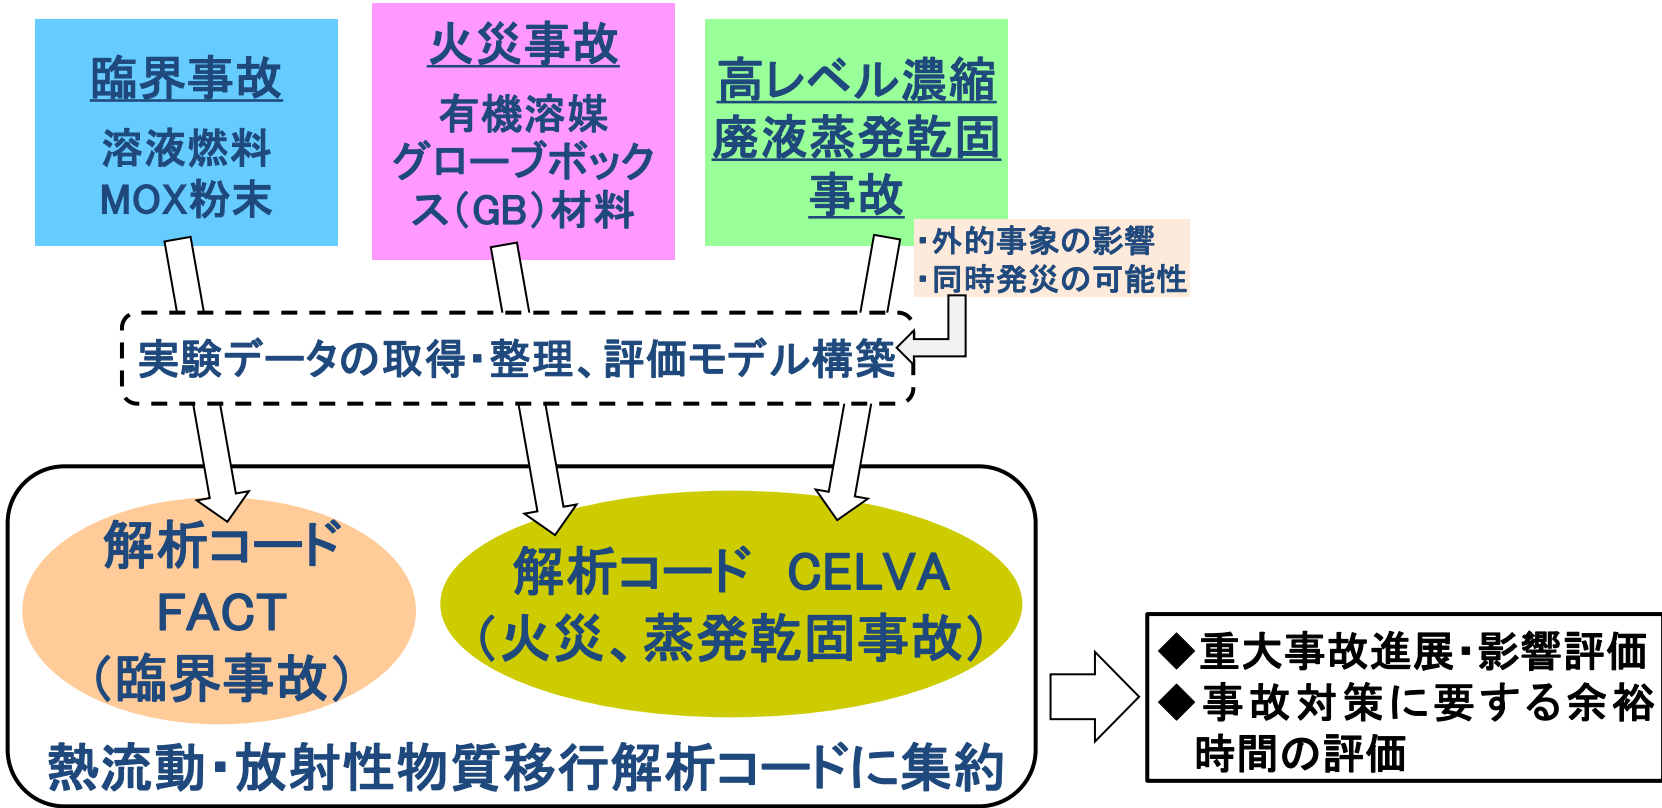 臨界事故
溶液燃料
MOX粉末
火災事故
有機溶媒
グローブボック
ス(GB)材料
高レベル濃縮
廃液蒸発乾固
事故
・外的事象の影響
・同時発災の可能性
実験データの取得・整理、評価モデル構築
解析コード
FACT
(臨界事故)
解析コード CELVA
(火災、蒸発乾固事故)
熱流動・放射性物質移行解析コードに集約
◆重大事故進展・影響評価
◆事故対策に要する余裕
時間の評価